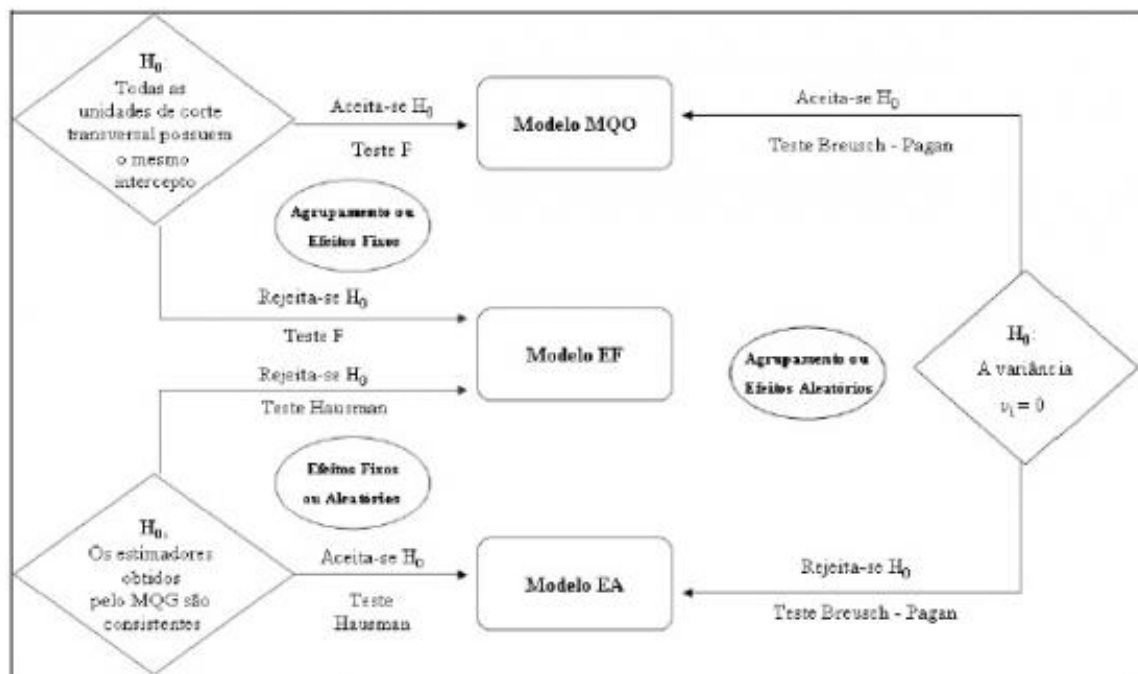 H0
Todas as
unidades de corte
transversal possuem
o mesmo
intercepto
Aceita-se H0
Teste F
Modelo MQO
Aceita-se H0
Teste Breusch - Pagan
Agrupamento ou
Efeitos Fixos
Rejeita-se H0
Teste F
Modelo EF
Rejeita-se H0
Teste Hausman
Agrupamento ou
Efeitos Aleatórios
H0:
A variância
νi = 0
Efeitos Fixos
ou Aleatórios
H0:
Os estimadores
obtidos
pelo MQG são
consistentes
Aceita-se H0
Teste
Hausman
Modelo EA
Rejeita-se H0
Teste Breusch - Pagan